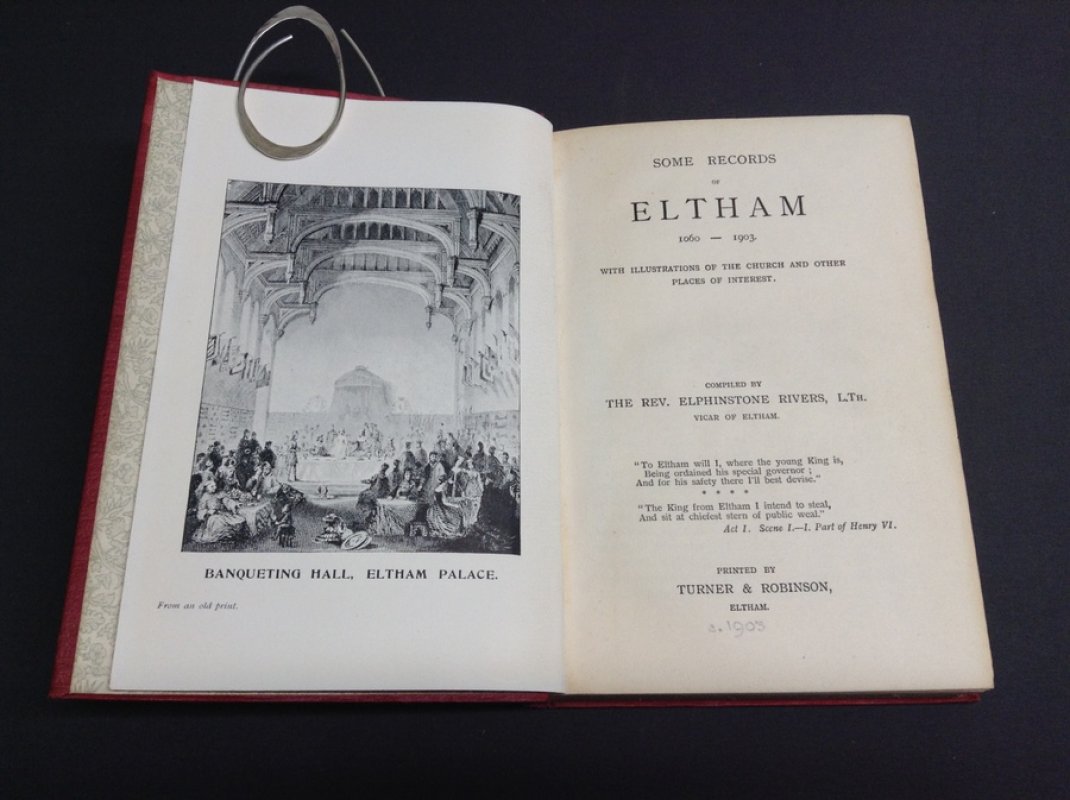 BANQUETING HALL, ELTHAM PALACE.
From an old print.
SOME RECORDS
OF
ELTHAM
1060 — 1903.
WITH ILLUSTRATIONS OF THE CHURCH AND OTHER
PLACES OF INTEREST.
COMPILED BY
THE REV. ELPHINSTONE RIVERS, L.TH.
VICAR OF ELTHAM.
"To Eltham will I, where the young King is,
Being ordained his special governor ;
And for his safety there I'll best devise."
* * * *
"The King from Eltham I intend to steal,
And sit at chiefest stern of public weal."
Act I. Scene I.—I. Part of Henry VI.
PRINTED BY
TURNER & ROBINSON,
ELTHAM.
c. 1903